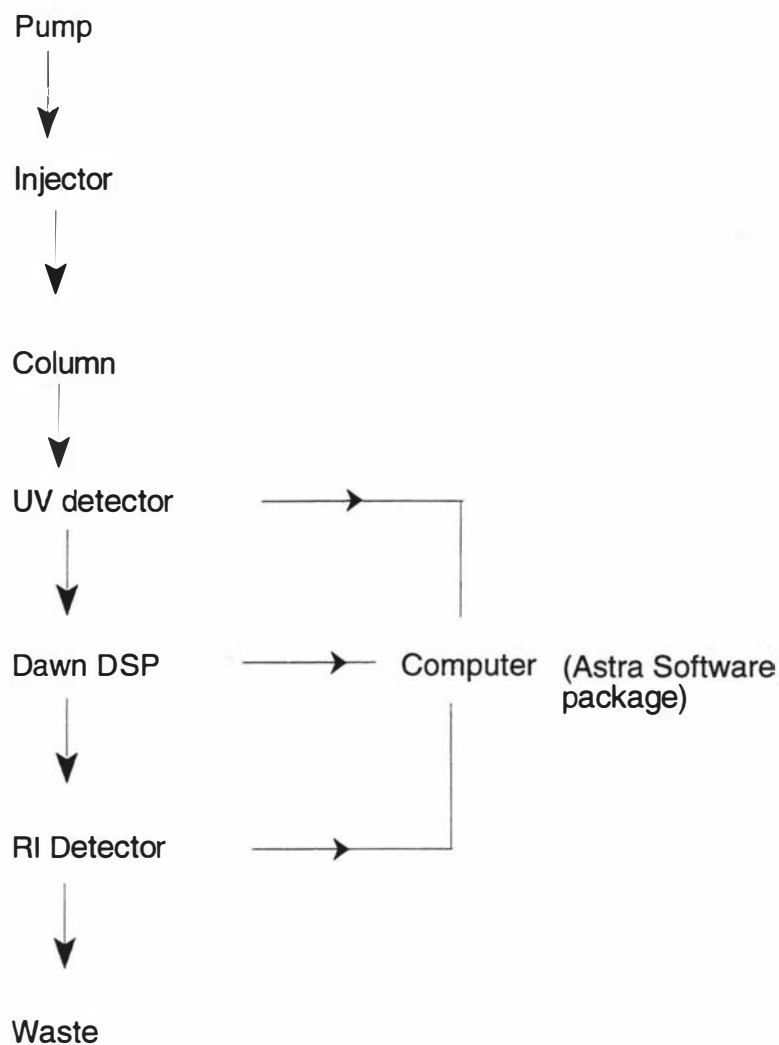 Pump
Injector
Column
UV detector
Dawn DSP
Computer
(Astra Software
package)
RI Detector
Waste